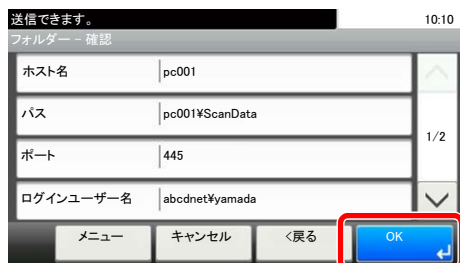 送信できます。 10:10
フォルダー - 確認
ホスト名 pc001
パス pc001¥ScanData
ポート 445
1/2
ログインユーザー名 abcdnet¥yamada
メニュー キャンセル <戻る OK